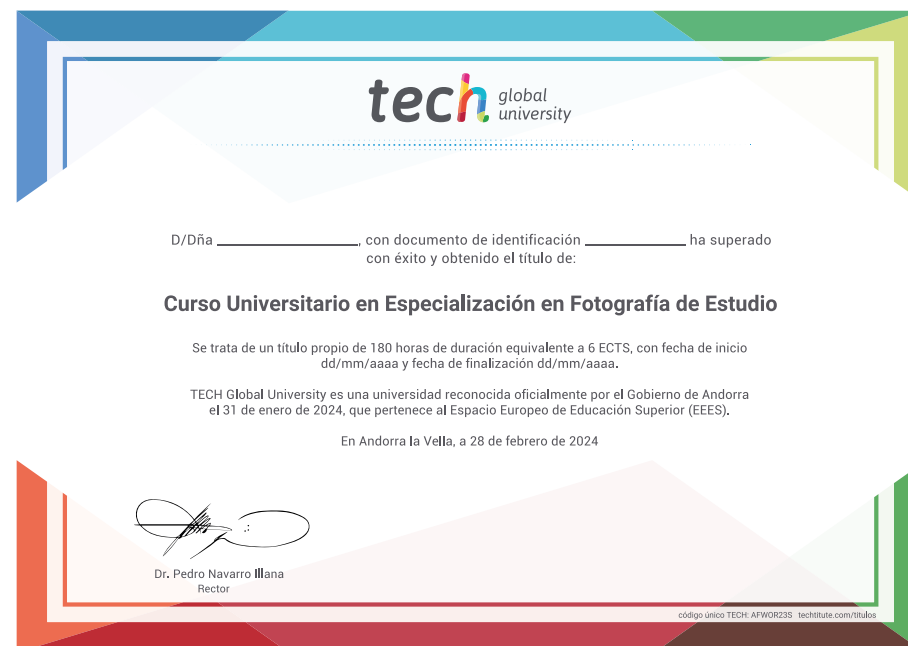 tech global university
D/Dña ____________________, con documento de identificación ______________ ha superado
con éxito y obtenido el título de:
Curso Universitario en Especialización en Fotografía de Estudio
Se trata de un título propio de 180 horas de duración equivalente a 6 ECTS, con fecha de inicio
dd/mm/aaaa y fecha de finalización dd/mm/aaaa.
TECH Global University es una universidad reconocida oficialmente por el Gobierno de Andorra
el 31 de enero de 2024, que pertenece al Espacio Europeo de Educación Superior (EEES).
En Andorra la Vella, a 28 de febrero de 2024
Dr. Pedro Navarro Illana
Rector
código único TECH: AFWOR23S techtitute.com/titulos